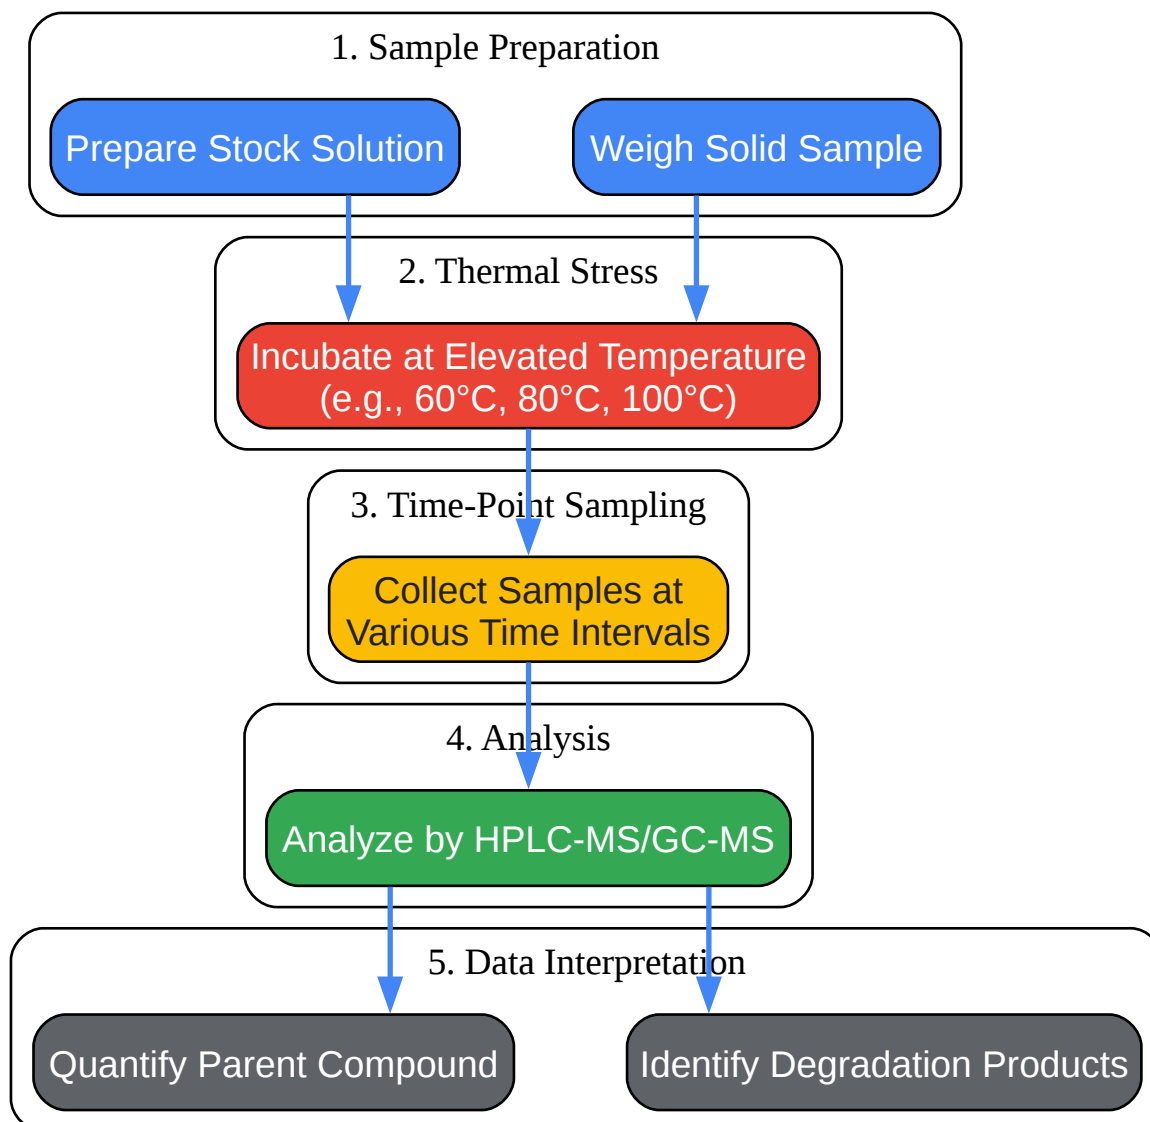 1. Sample Preparation
Prepare Stock Solution
Weigh Solid Sample
2. Thermal Stress
Incubate at Elevated Temperature
(e.g., 60°C, 80°C, 100°C)
3. Time-Point Sampling
Collect Samples at
Various Time Intervals
4. Analysis
Analyze by HPLC-MS/GC-MS
5. Data Interpretation
Quantify Parent Compound
Identify Degradation Products